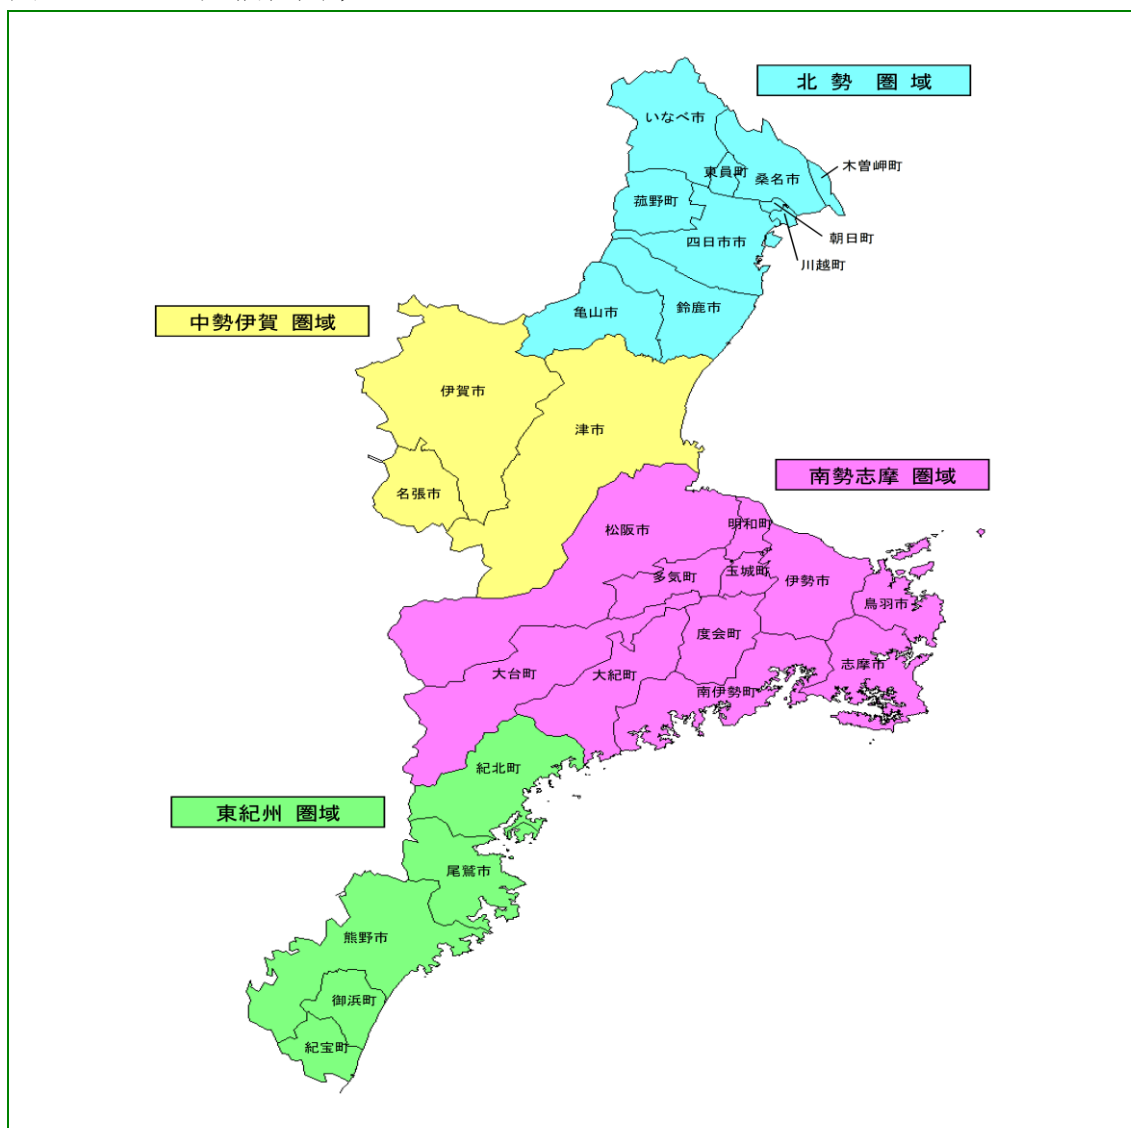 北 勢　圏 域
いなべ市
東員町
桑名市
木曽岬町
菰野町
四日市市
朝日町
川越町
亀山市
鈴鹿市
中勢伊賀 圏域
伊賀市
津市
名張市
南勢志摩 圏域
松阪市
明和町
多気町
玉城町
伊勢市
鳥羽市
度会町
志摩市
大台町
大紀町
南伊勢町
東紀州 圏域
紀北町
尾鷲市
熊野市
御浜町
紀宝町